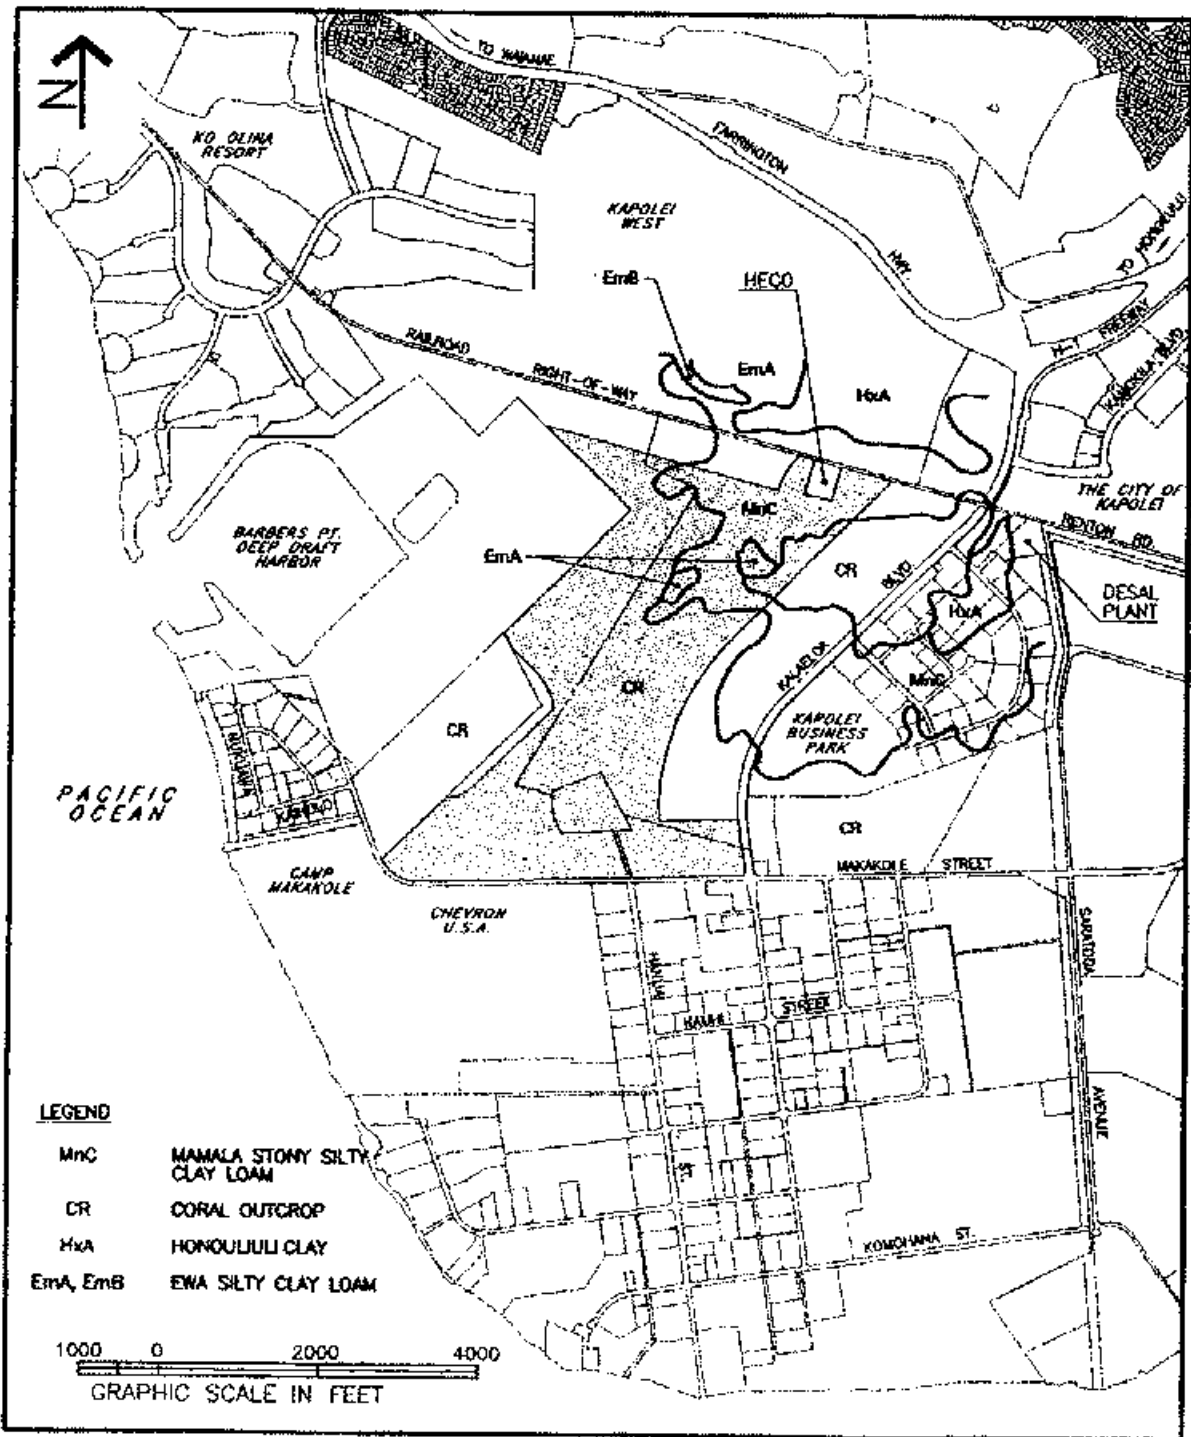 N
TO WAIANAE
KO OLINA
RESORT
FARRINGTON
HWY.
KAPOLEI
WEST
TO HONOLULU
EmB
HECO
H-1 FREEWAY
KAMOKILA BLVD.
RAILROAD
RIGHT-OF-WAY
EmA
HxA
THE CITY OF
KAPOLEI
RENTON RD.
MnC
BARBERS PT.
DEEP DRAFT
HARBOR
EmA
CR
KALAELOA BLVD
DESAL
PLANT
HxA
CR
MnC
CR
KAPOLEI
BUSINESS
PARK
PACIFIC
OCEAN
CR
MAKAKOLE STREET
CAMP
MAKAKOLE
CHEVRON
U.S.A.
SARATOGA
AVENUE
HANUA
ST.
KAUHI STREET
KOMOHANA ST.
LEGEND
MnC MAMALA STONY SILTY
CLAY LOAM
CR CORAL OUTCROP
HxA HONOULIULI CLAY
EmA, EmB EWA SILTY CLAY LOAM
1000 0 2000 4000
GRAPHIC SCALE IN FEET